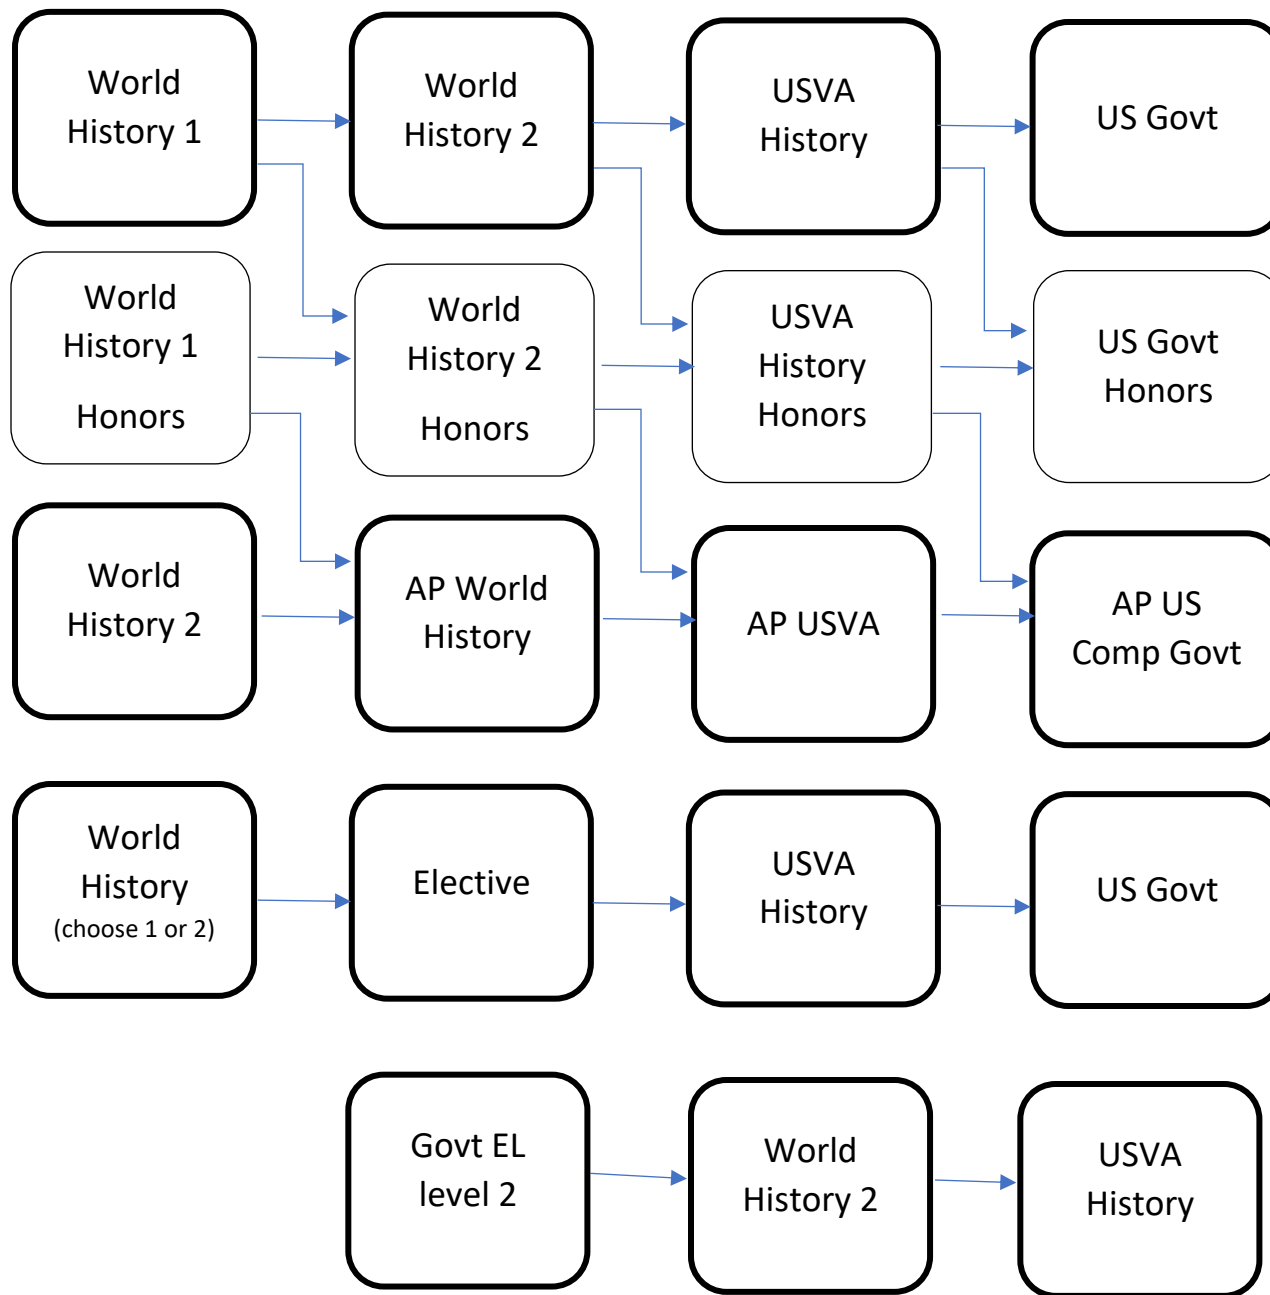 World
History 1
World
History 2
USVA
History
US Govt
World
History 1
Honors
World
History 2
Honors
USVA
History
Honors
US Govt
Honors
World
History 2
AP World
History
AP USVA
AP US
Comp Govt
World
History
(choose 1 or 2)
Elective
USVA
History
US Govt
Govt EL
level 2
World
History 2
USVA
History